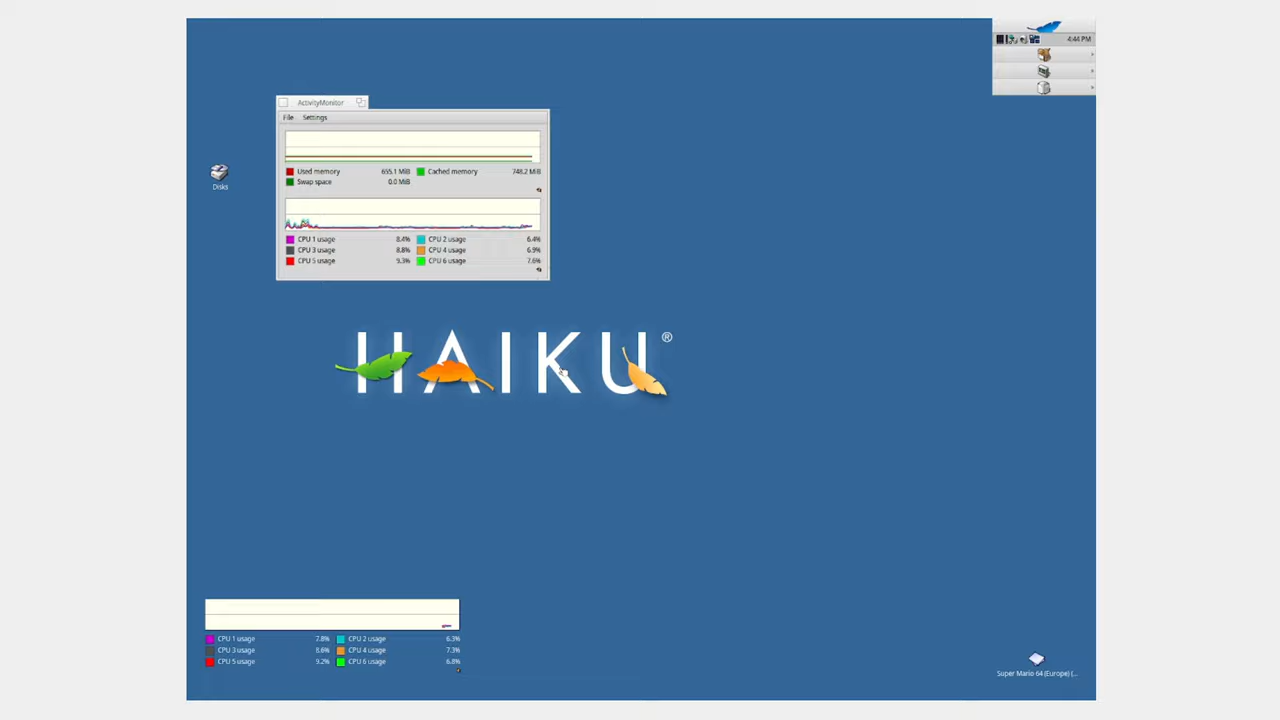 4:44 PM
ActivityMonitor
File Settings
Used memory 655.1 MiB Cached memory 748.2 MiB
Swap space 0.0 MiB
CPU 1 usage 8.4% CPU 2 usage 6.4%
CPU 3 usage 8.8% CPU 4 usage 6.9%
CPU 5 usage 9.3% CPU 6 usage 7.6%
Disks
HAIKU®
CPU 1 usage 7.8% CPU 2 usage 6.3%
CPU 3 usage 8.6% CPU 4 usage 7.3%
CPU 5 usage 9.2% CPU 6 usage 6.8%
Super Mario 64 (Europe) (...